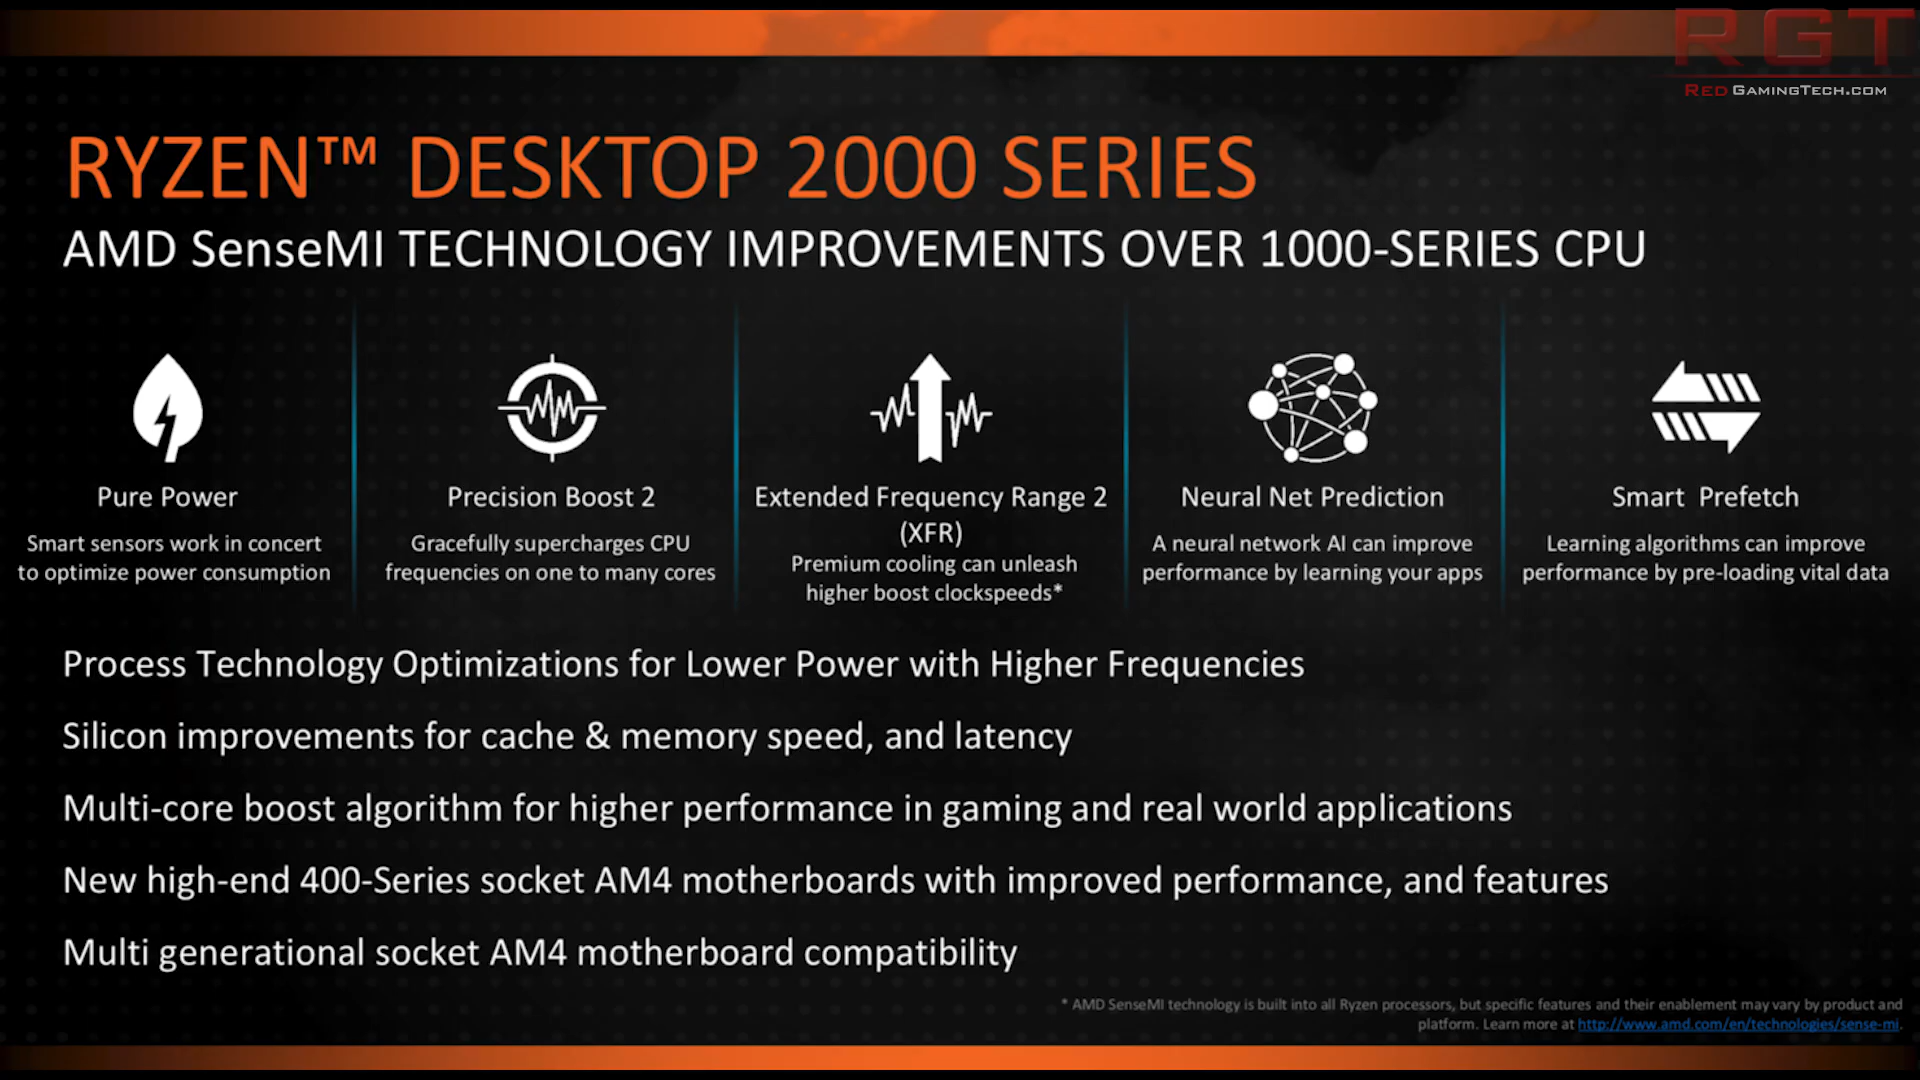 RGT
RED GAMINGTECH.COM
RYZEN™ DESKTOP 2000 SERIES
AMD SenseMI TECHNOLOGY IMPROVEMENTS OVER 1000-SERIES CPU
Pure Power
Smart sensors work in concert
to optimize power consumption
Precision Boost 2
Gracefully supercharges CPU
frequencies on one to many cores
Extended Frequency Range 2
(XFR)
Premium cooling can unleash
higher boost clockspeeds*
Neural Net Prediction
A neural network AI can improve
performance by learning your apps
Smart Prefetch
Learning algorithms can improve
performance by pre-loading vital data
Process Technology Optimizations for Lower Power with Higher Frequencies
Silicon improvements for cache & memory speed, and latency
Multi-core boost algorithm for higher performance in gaming and real world applications
New high-end 400-Series socket AM4 motherboards with improved performance, and features
Multi generational socket AM4 motherboard compatibility
* AMD SenseMI technology is built into all Ryzen processors, but specific features and their enablement may vary by product and
platform. Learn more at http://www.amd.com/en/technologies/sense-mi.